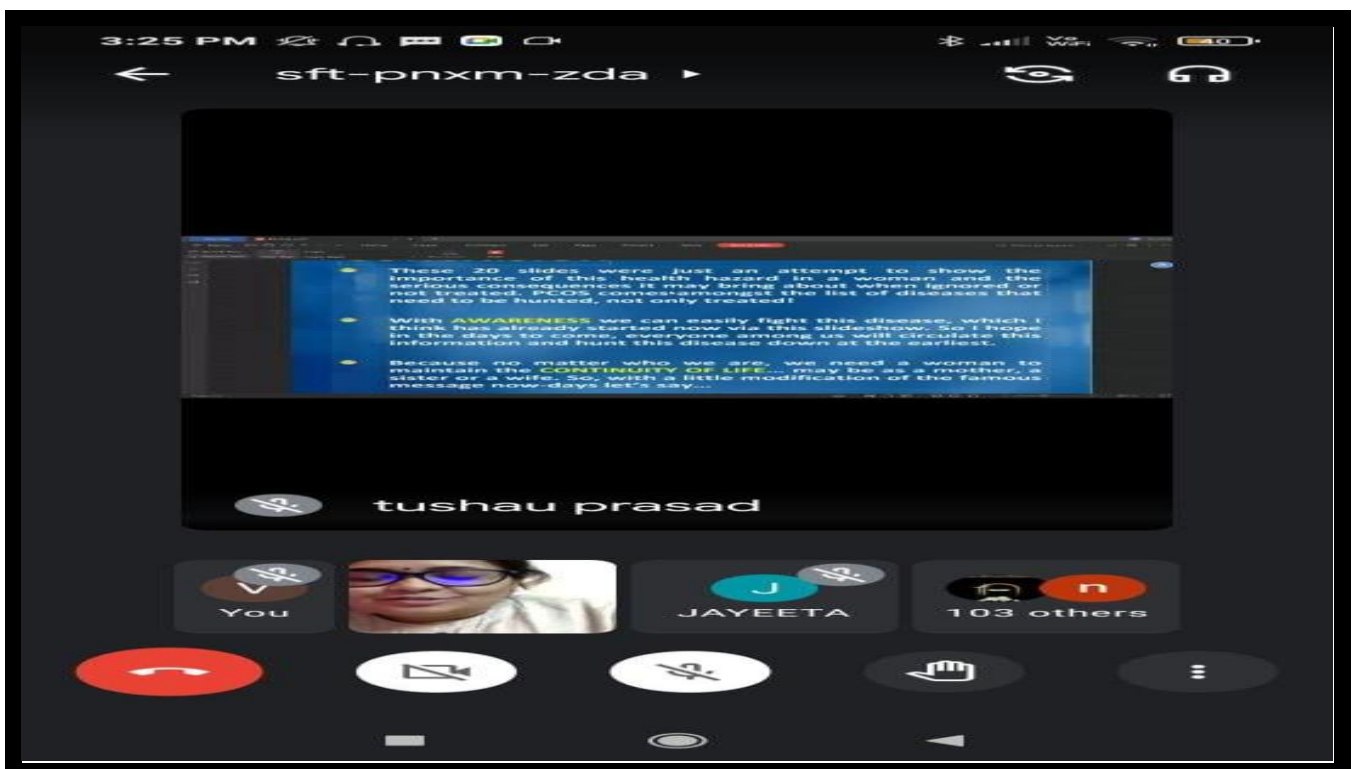 3:25 PM
Vo
WiFi
40
sft-pnxm-zda
These 20 slides were just an attempt to show the
importance of this health hazard in a woman and the
serious consequences it may bring about when ignored or
not treated. PCOS comes amongst the list of diseases that
need to be hunted, not only treated!
With AWARENESS we can easily fight this disease, which I
think has already started now via this slideshow. So I hope
in the days to come, everyone among us will circulate this
information and hunt this disease down at the earliest.
Because no matter who we are, we need a woman to
maintain the CONTINUITY OF LIFE... may be as a mother, a
sister or a wife. So, with a little modification of the famous
message now-days let's say...
tushau prasad
V
You
J
JAYEETA
n
103 others